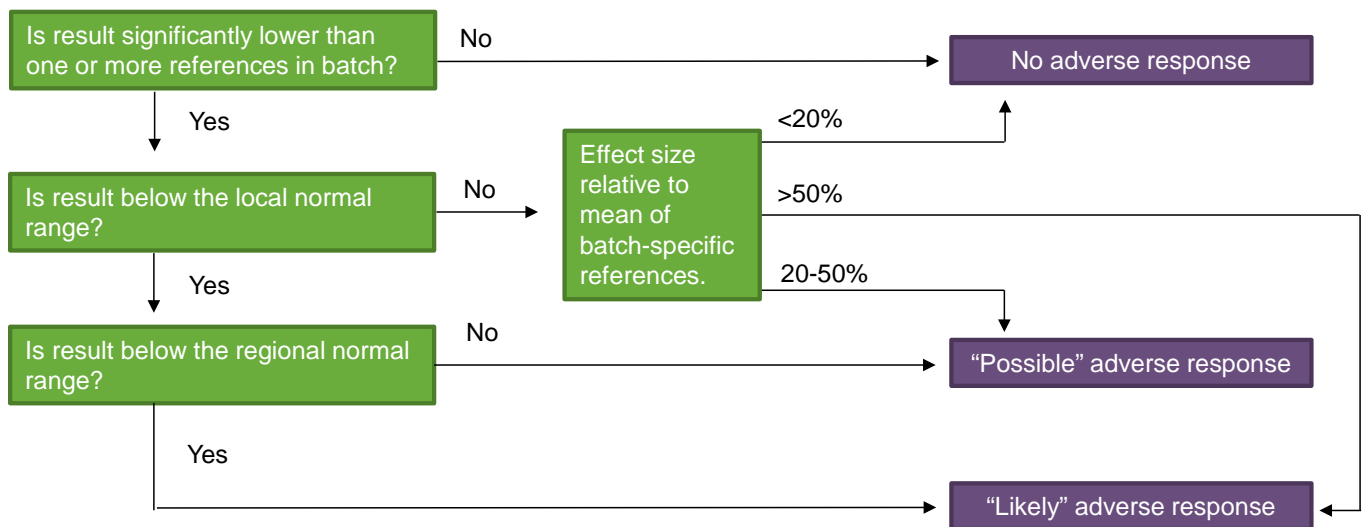 Is result significantly lower than
one or more references in batch?
No
No adverse response
Yes
<20%
Effect size
relative to
mean of
batch-specific
references.
Is result below the local normal
range?
No
>50%
20-50%
Yes
Is result below the regional normal
range?
No
“Possible” adverse response
Yes
“Likely” adverse response